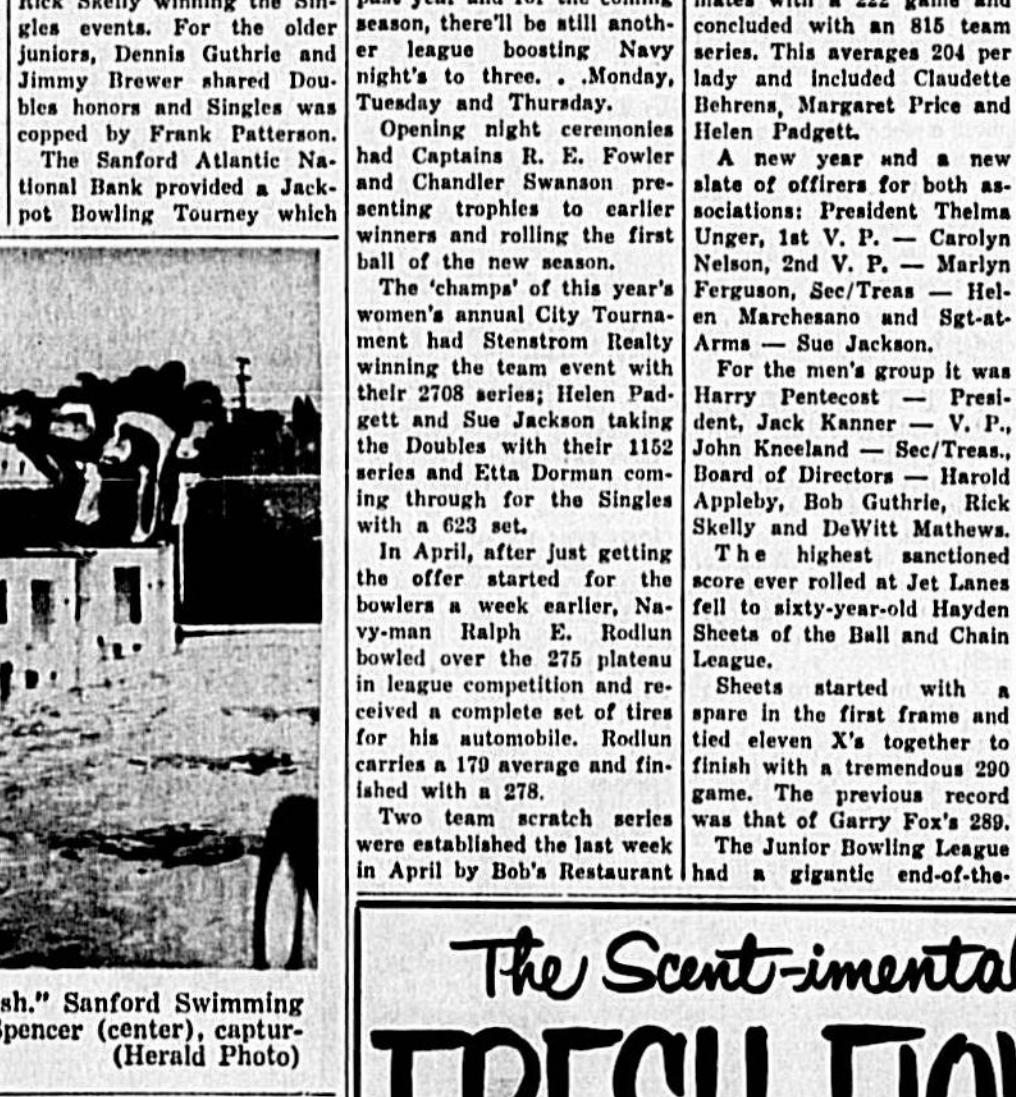 Rick Skelly winning the Sin-
gles events. For the older
juniors, Dennis Guthrie and
Jimmy Brewer shared Dou-
bles honors and Singles was
copped by Frank Patterson.
The Sanford Atlantic Na-
tional Bank provided a Jack-
pot Bowling Tourney which
sh." Sanford Swimming
Spencer (center), captur-
(Herald Photo)
past year and for the coming
season, there'll be still anoth-
er league boosting Navy
night's to three. . .Monday,
Tuesday and Thursday.
Opening night ceremonies
had Captains R. E. Fowler
and Chandler Swanson pre-
senting trophies to earlier
winners and rolling the first
ball of the new season.
The 'champs' of this year's
women's annual City Tourna-
ment had Stenstrom Realty
winning the team event with
their 2708 series; Helen Pad-
gett and Sue Jackson taking
the Doubles with their 1152
series and Etta Dorman com-
ing through for the Singles
with a 623 set.
In April, after just getting
the offer started for the
bowlers a week earlier, Na-
vy-man Ralph E. Rodlun
bowled over the 275 plateau
in league competition and re-
ceived a complete set of tires
for his automobile. Rodlun
carries a 179 average and fin-
ished with a 278.
Two team scratch series
were established the last week
in April by Bob's Restaurant
mates with a 222 game and
concluded with an 815 team
series. This averages 204 per
lady and included Claudette
Behrens, Margaret Price and
Helen Padgett.
A new year and a new
slate of offirers for both as-
sociations: President Thelma
Unger, 1st V. P. — Carolyn
Nelson, 2nd V. P. — Marlyn
Ferguson, Sec/Treas — Hel-
en Marchesano and Sgt-at-
Arms — Sue Jackson.
For the men's group it was
Harry Pentecost — Presi-
dent, Jack Kanner — V. P.,
John Kneeland — Sec/Treas.,
Board of Directors — Harold
Appleby, Bob Guthrie, Rick
Skelly and DeWitt Mathews.
The highest sanctioned
score ever rolled at Jet Lanes
fell to sixty-year-old Hayden
Sheets of the Ball and Chain
League.
Sheets started with a
spare in the first frame and
tied eleven X's together to
finish with a tremendous 290
game. The previous record
was that of Garry Fox's 289.
The Junior Bowling League
had a gigantic end-of-the-
The Scent-imental